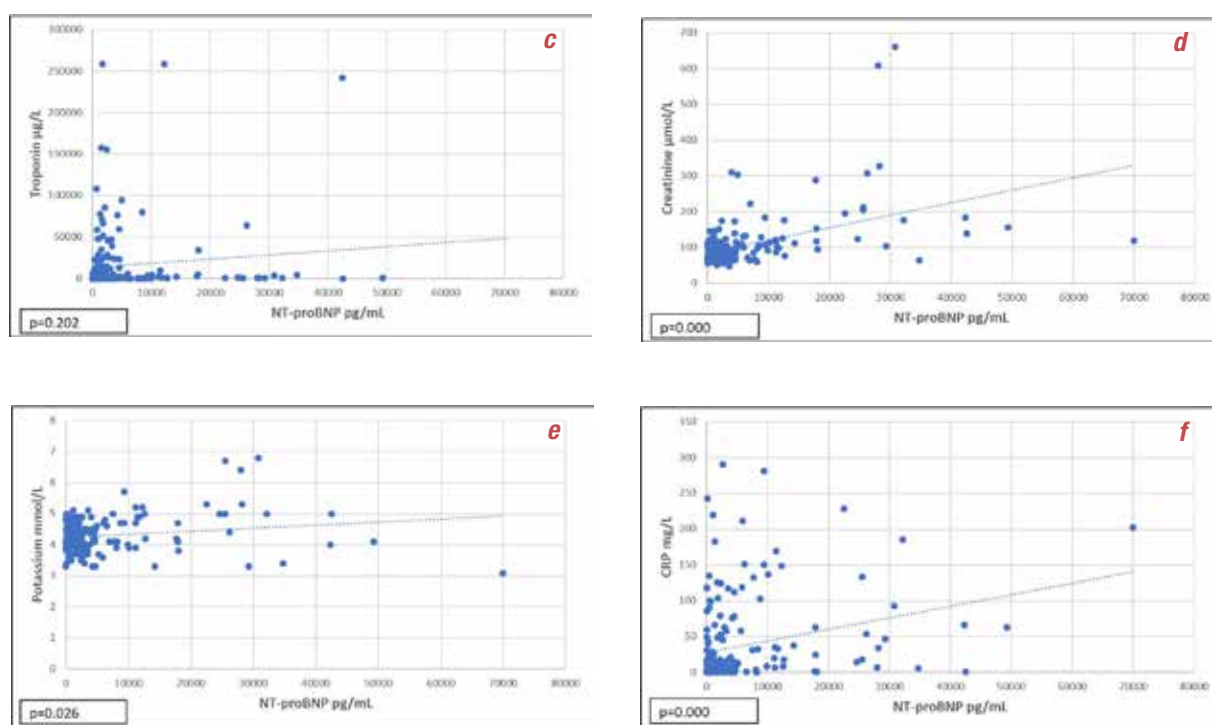 c
300000
250000
200000
150000
100000
50000
0
Troponin µg/L
0 10000 20000 30000 40000 50000 60000 70000 80000
NT-proBNP pg/mL
p=0.202
d
700
600
500
400
300
200
100
0
Creatinine µmol/L
0 10000 20000 30000 40000 50000 60000 70000 80000
NT-proBNP pg/mL
p=0.000
e
8
7
6
5
4
3
2
1
0
Potassium mmol/L
0 10000 20000 30000 40000 50000 60000 70000 80000
NT-proBNP pg/mL
p=0.026
f
350
300
250
200
150
100
50
0
CRP mg/L
0 10000 20000 30000 40000 50000 60000 70000 80000
NT-proBNP pg/mL
p=0.000